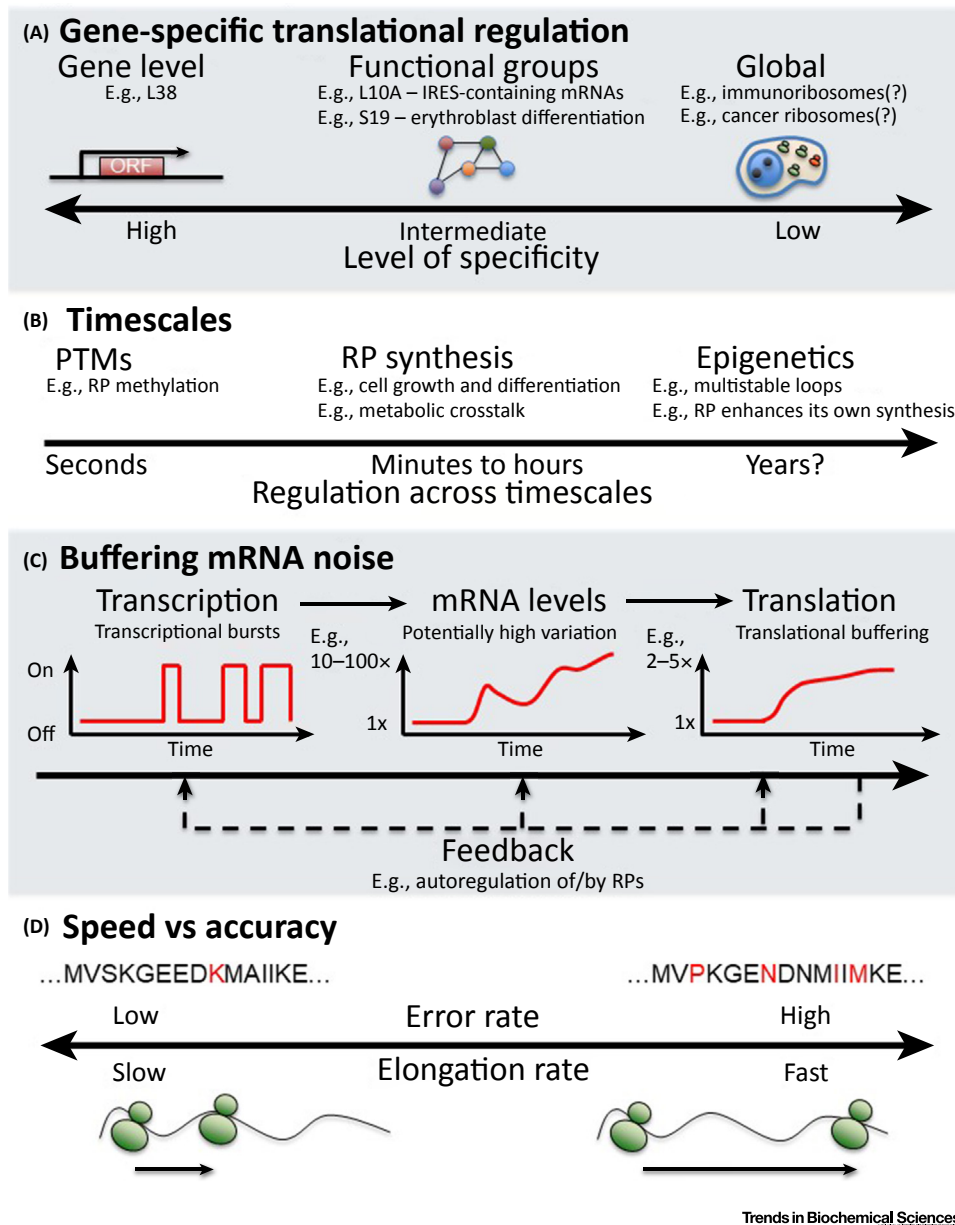 (A) Gene-specific translational regulation
Gene level
E.g., L38
Functional groups
E.g., L10A – IRES-containing mRNAs
E.g., S19 – erythroblast differentiation
Global
E.g., immunoribosomes(?)
E.g., cancer ribosomes(?)
ORF
High
Intermediate
Low
Level of specificity
(B) Timescales
PTMs
E.g., RP methylation
RP synthesis
E.g., cell growth and differentiation
E.g., metabolic crosstalk
Epigenetics
E.g., multistable loops
E.g., RP enhances its own synthesis
Seconds
Minutes to hours
Years?
Regulation across timescales
(C) Buffering mRNA noise
Transcription
Transcriptional bursts
On
Off
Time
mRNA levels
Potentially high variation
E.g.,
10–100×
1x
Time
Translation
Translational buffering
E.g.,
2–5×
1x
Time
Feedback
E.g., autoregulation of/by RPs
(D) Speed vs accuracy
...MVSKGEEDKMAIIKE...
...MVPKGENDNMIIMKE...
Low
Error rate
High
Slow
Elongation rate
Fast
Trends in Biochemical Sciences